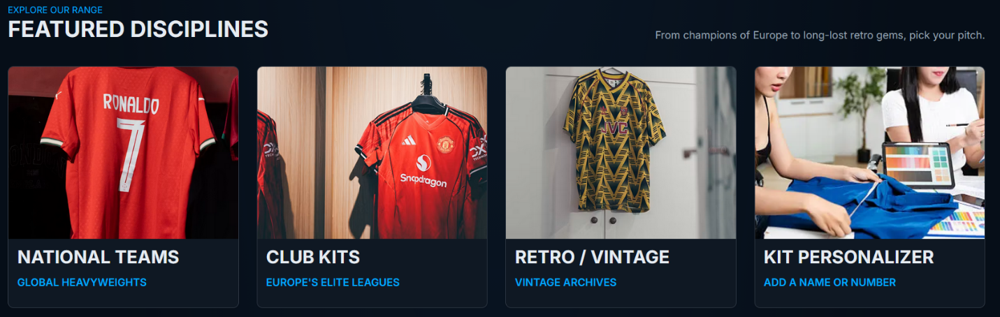 EXPLORE OUR RANGE
FEATURED DISCIPLINES
From champions of Europe to long-lost retro gems, pick your pitch.
RONALDO
7
Snapdragon
JVC
NATIONAL TEAMS
GLOBAL HEAVYWEIGHTS
CLUB KITS
EUROPE'S ELITE LEAGUES
RETRO / VINTAGE
VINTAGE ARCHIVES
KIT PERSONALIZER
ADD A NAME OR NUMBER